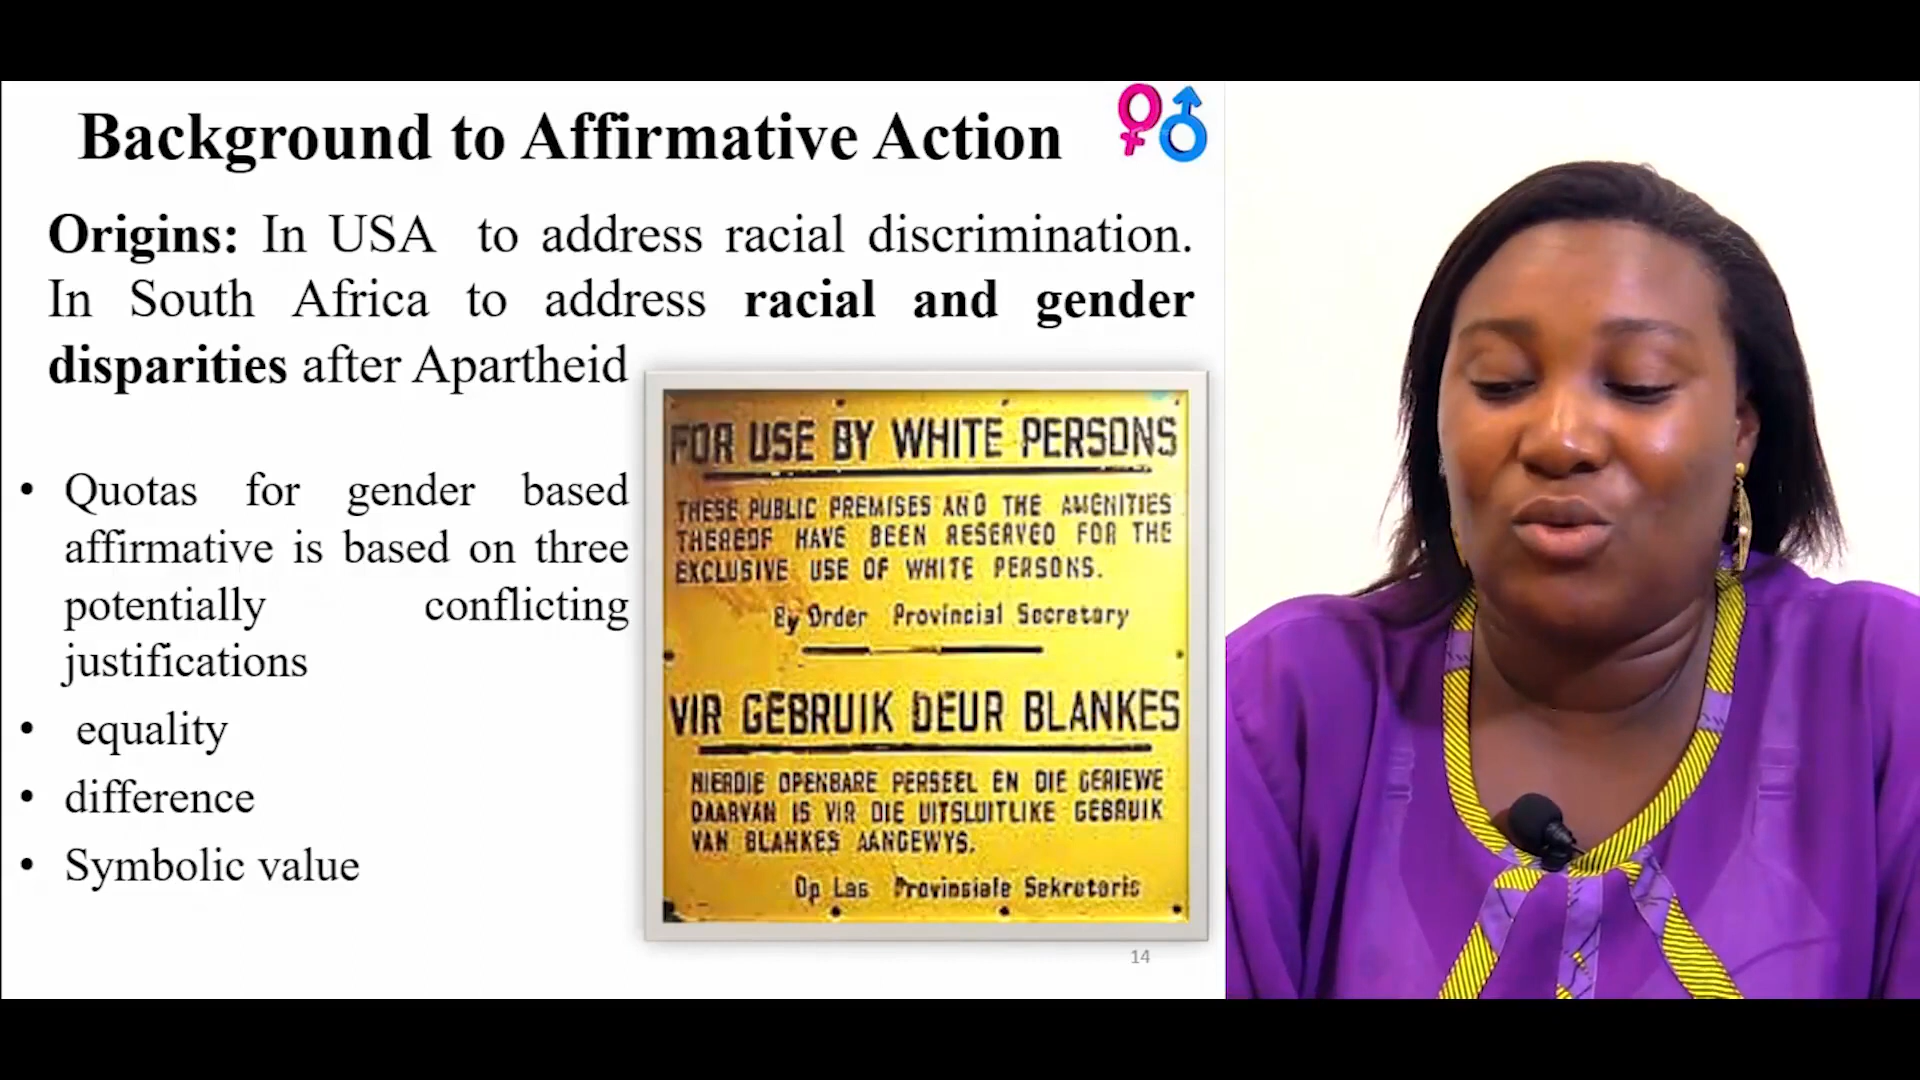 Background to Affirmative Action
Origins: In USA to address racial discrimination.
In South Africa to address racial and gender
disparities after Apartheid
• Quotas for gender based
affirmative is based on three
potentially conflicting
justifications
• equality
• difference
• Symbolic value
FOR USE BY WHITE PERSONS
THESE PUBLIC PREMISES AND THE AMENITIES
THEREOF HAVE BEEN RESERVED FOR THE
EXCLUSIVE USE OF WHITE PERSONS.
By Order Provincial Secretary
VIR GEBRUIK DEUR BLANKES
HIERDIE OPENBARE PERSEEL EN DIE GERIEWE
DAARVAN IS VIR DIE UITSLUITLIKE GEBRUIK
VAN BLANKES AANGEWYS.
Op Las Provinsiale Sekretaris
14